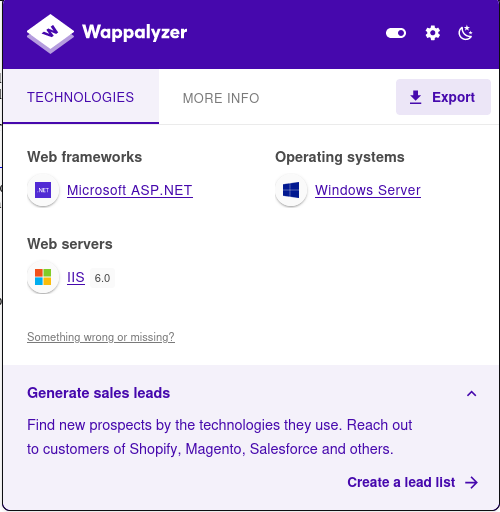 Wappalyzer
TECHNOLOGIES
MORE INFO
Export
Web frameworks
.NET
Microsoft ASP.NET
Operating systems
Windows Server
Web servers
IIS 6.0
Something wrong or missing?
Generate sales leads
Find new prospects by the technologies they use. Reach out
to customers of Shopify, Magento, Salesforce and others.
Create a lead list